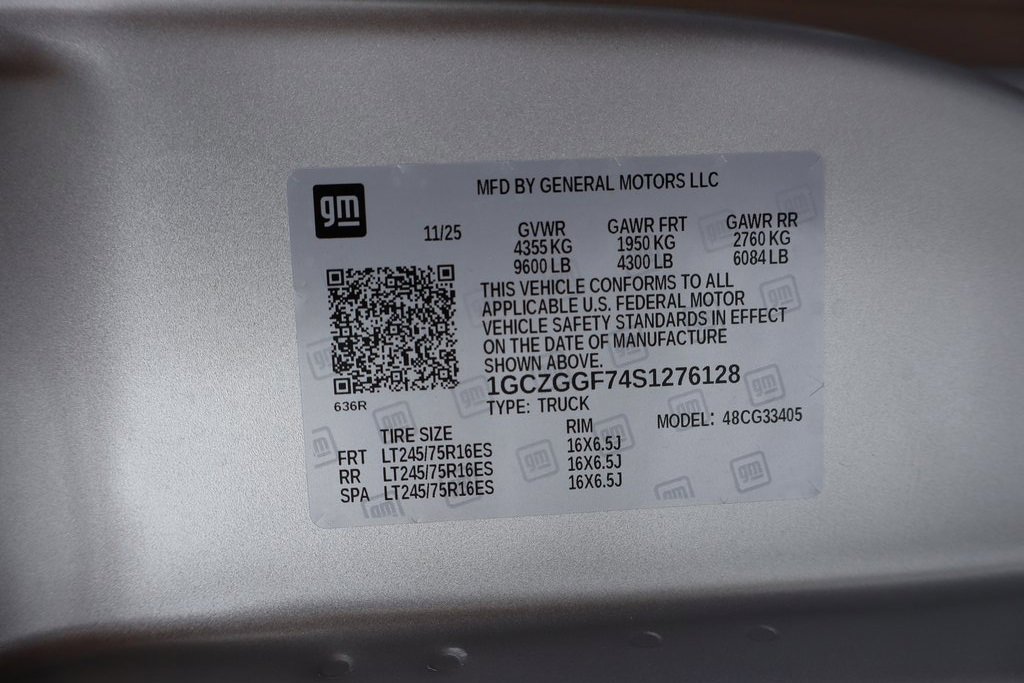 gm
MFD BY GENERAL MOTORS LLC
11/25
GVWR GAWR FRT GAWR RR
4355 KG 1950 KG 2760 KG
9600 LB 4300 LB 6084 LB
THIS VEHICLE CONFORMS TO ALL
APPLICABLE U.S. FEDERAL MOTOR
VEHICLE SAFETY STANDARDS IN EFFECT
ON THE DATE OF MANUFACTURE
SHOWN ABOVE.
1GCZGGF74S1276128
636R
TYPE: TRUCK
MODEL: 48CG33405
TIRE SIZE RIM
FRT LT245/75R16ES 16X6.5J
RR LT245/75R16ES 16X6.5J
SPA LT245/75R16ES 16X6.5J